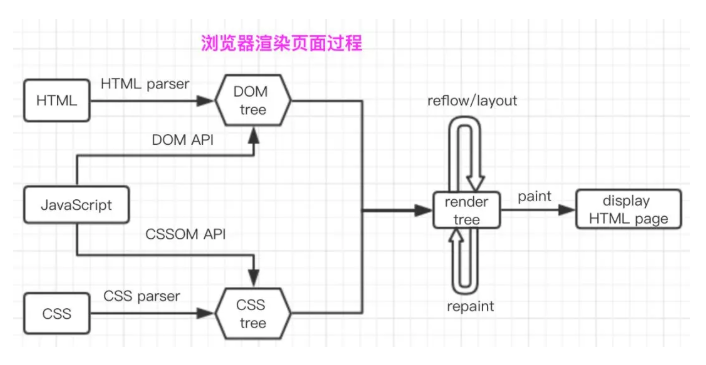 浏览器渲染页面过程
HTML
HTML parser
DOM
tree
DOM API
JavaScript
CSSOM API
CSS
CSS parser
CSS
tree
reflow/layout
render
tree
repaint
paint
display
HTML page